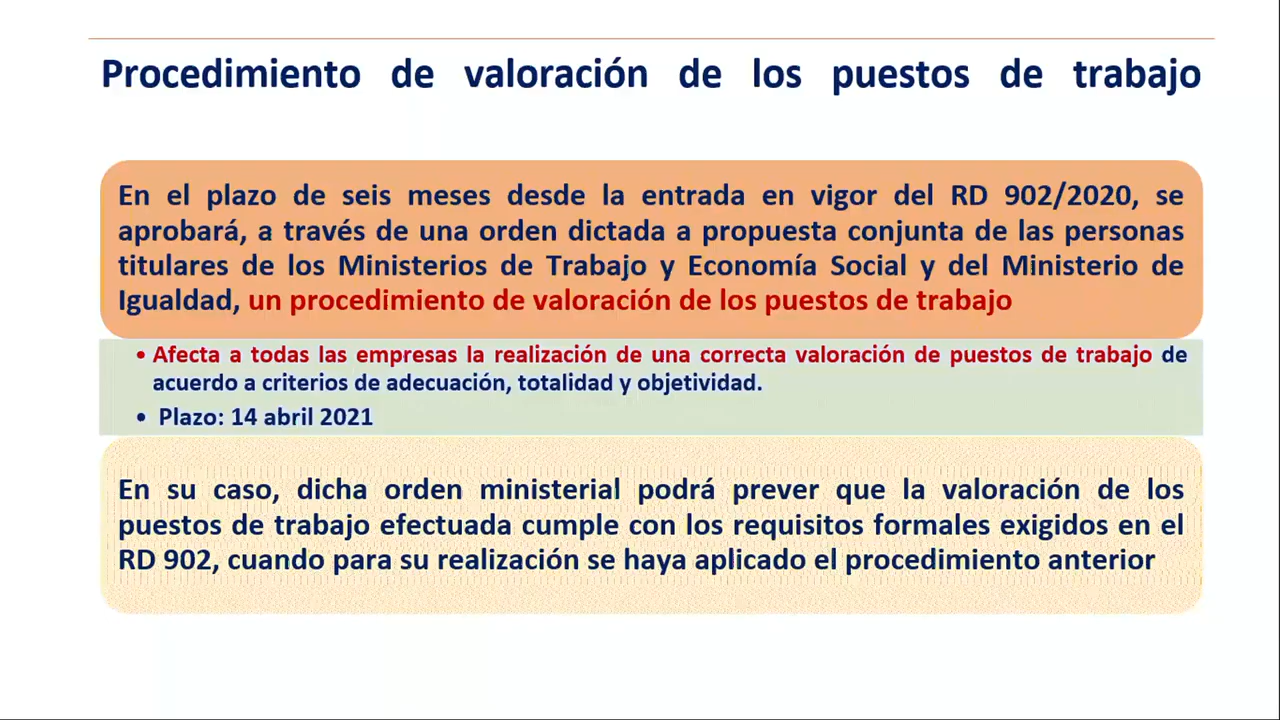 Procedimiento de valoración de los puestos de trabajo
En el plazo de seis meses desde la entrada en vigor del RD 902/2020, se
aprobará, a través de una orden dictada a propuesta conjunta de las personas
titulares de los Ministerios de Trabajo y Economía Social y del Ministerio de
Igualdad, un procedimiento de valoración de los puestos de trabajo
• Afecta a todas las empresas la realización de una correcta valoración de puestos de trabajo de
acuerdo a criterios de adecuación, totalidad y objetividad.
• Plazo: 14 abril 2021
En su caso, dicha orden ministerial podrá prever que la valoración de los
puestos de trabajo efectuada cumple con los requisitos formales exigidos en el
RD 902, cuando para su realización se haya aplicado el procedimiento anterior